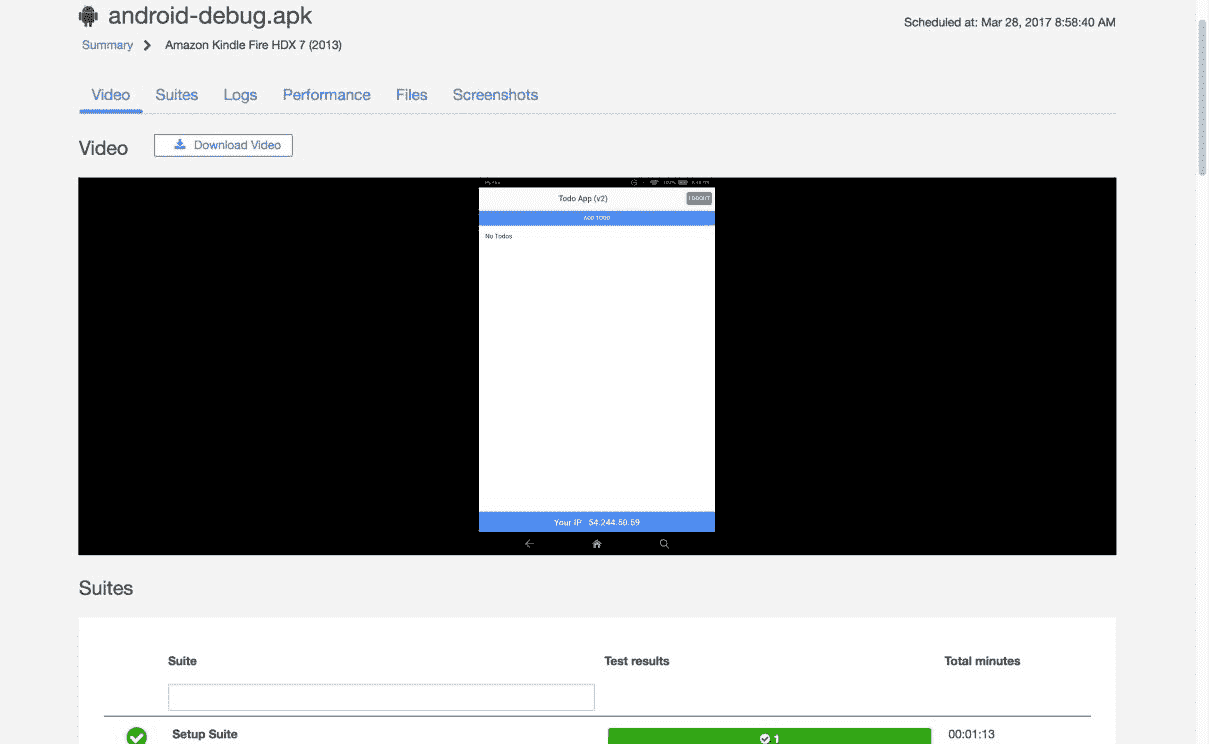 android-debug.apk
Scheduled at: Mar 28, 2017 8:58:40 AM
Summary Amazon Kindle Fire HDX 7 (2013)
Video Suites Logs Performance Files Screenshots
Video Download Video
Todo App (v2) LOGOUT
ADD TODO
No Todos
Your IP 54.244.50.59
Suites
Suite Test results Total minutes
Setup Suite 1 00:01:13